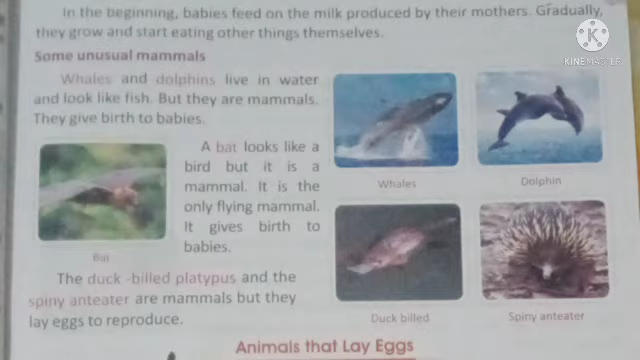 In the beginning, babies feed on the milk produced by their mothers. Gradually,
they grow and start eating other things themselves.
KINEMASTER
Some unusual mammals
Whales and dolphins live in water
and look like fish. But they are mammals.
They give birth to babies.
A bat looks like a
bird but it is a
mammal. It is the
only flying mammal.
It gives birth to
babies.
Whales
Dolphin
Bat
The duck -billed platypus and the
spiny anteater are mammals but they
lay eggs to reproduce.
Duck billed
Spiny anteater
Animals that Lay Eggs